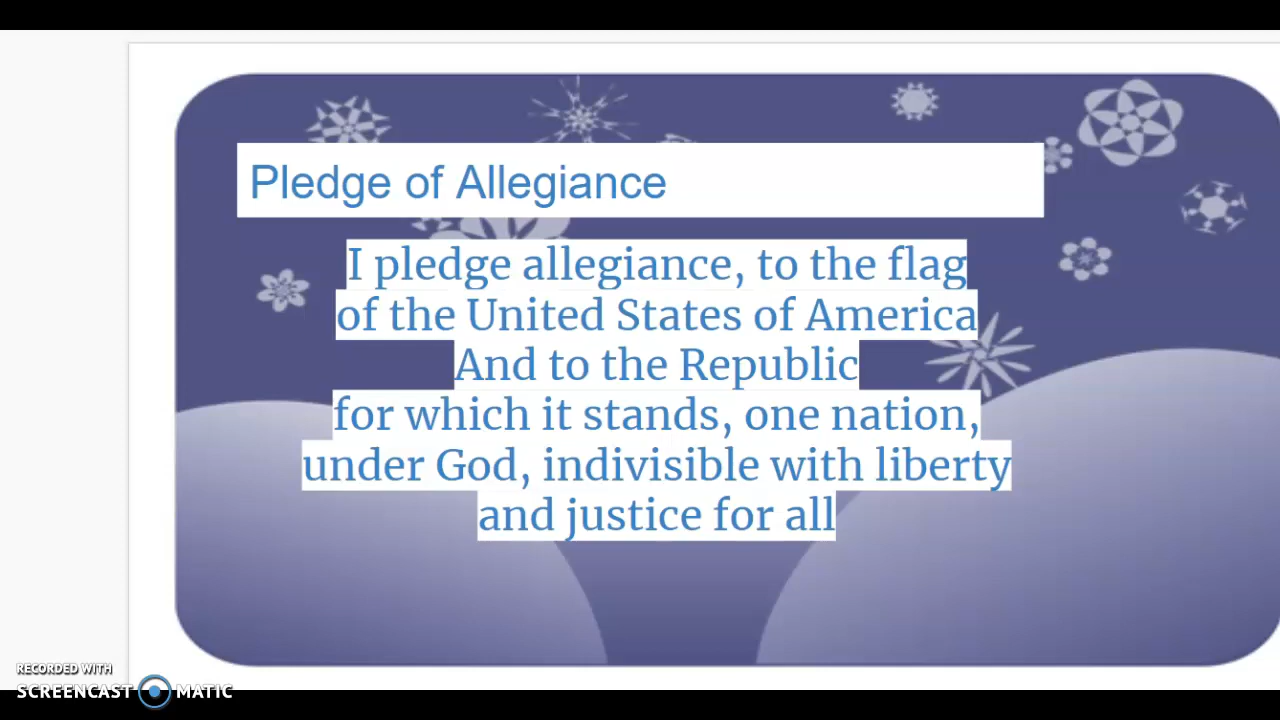 Pledge of Allegiance
I pledge allegiance, to the flag
of the United States of America
And to the Republic
for which it stands, one nation,
under God, indivisible with liberty
and justice for all
RECORDED WITH
SCREENCAST MATIC